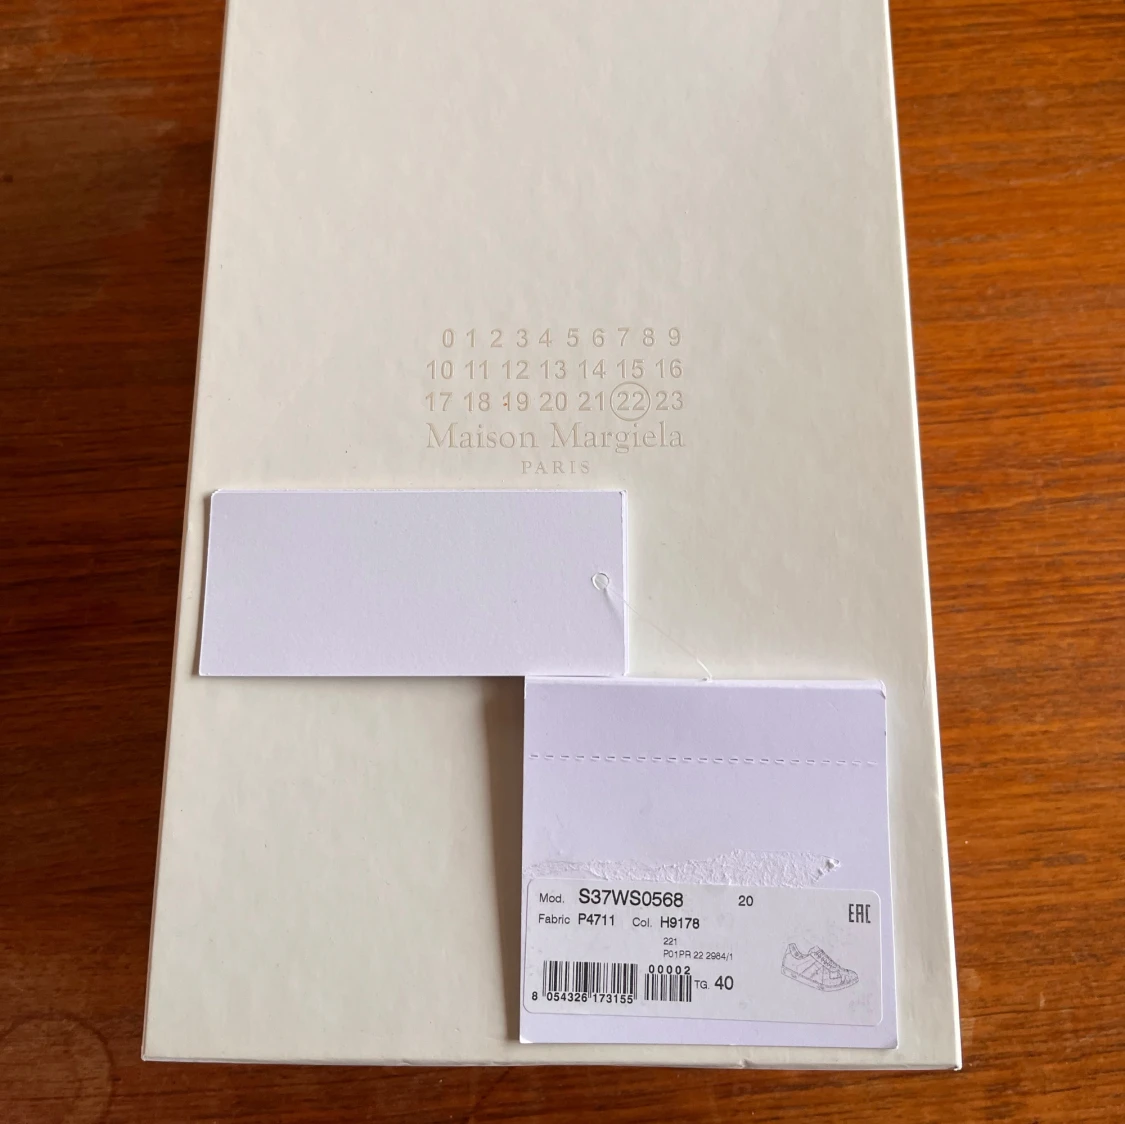 0 1 2 3 4 5 6 7 8 9
10 11 12 13 14 15 16
17 18 19 20 21 22 23
Maison Margiela
PARIS
Mod. S37WS0568 20
Fabric P4711 Col. H9178
EAC
221
P01PR 22 2984/1
00002
8 054326 173155
TG. 40